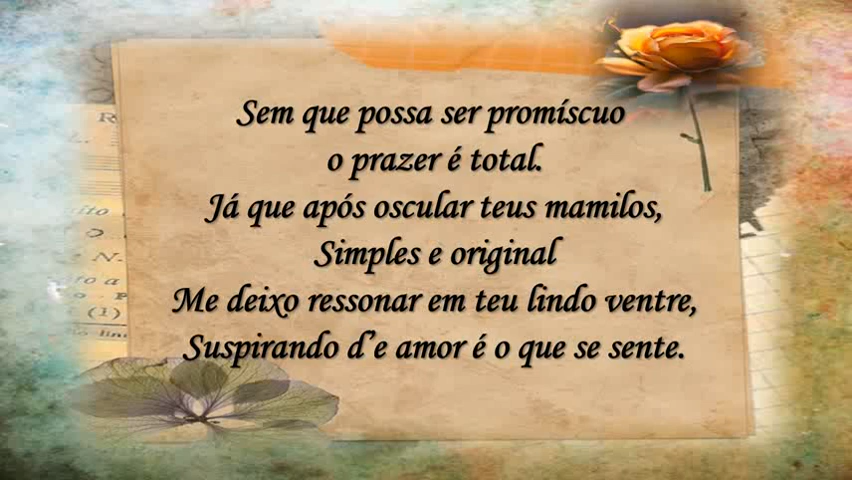 Sem que possa ser promíscuo
o prazer é total.
Já que após oscular teus mamilos,
Simples e original
Me deixo ressonar em teu lindo ventre,
Suspirando d’e amor é o que se sente.